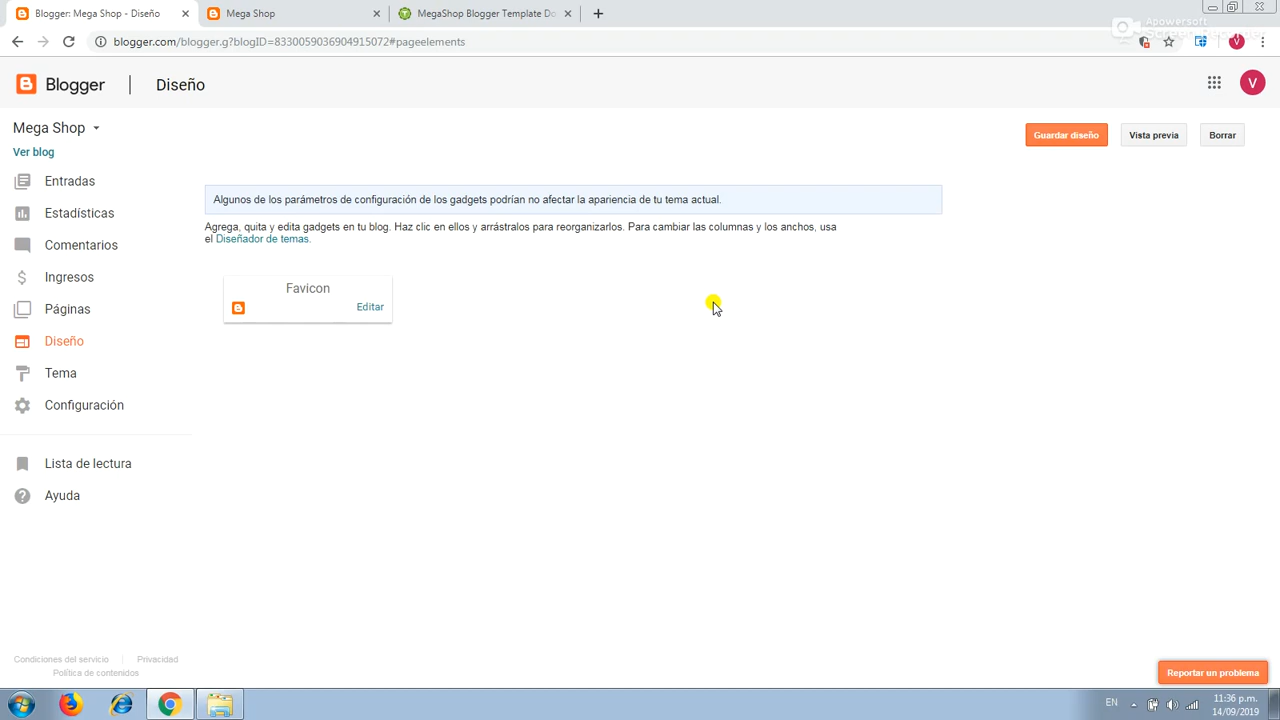 Blogger: Mega Shop - Diseño
Mega Shop
MegaShop Blogger Template Do
blogger.com/blogger.g?blogID=8330059036904915072#pageelements
Apowersoft
Screen Recorder
Blogger
Diseño
V
Mega Shop
Guardar diseño
Vista previa
Borrar
Ver blog
Entradas
Algunos de los parámetros de configuración de los gadgets podrían no afectar la apariencia de tu tema actual.
Estadísticas
Agrega, quita y edita gadgets en tu blog. Haz clic en ellos y arrástralos para reorganizarlos. Para cambiar las columnas y los anchos, usa
el Diseñador de temas.
Comentarios
Ingresos
Favicon
Editar
Páginas
Diseño
Tema
Configuración
Lista de lectura
Ayuda
Condiciones del servicio
Privacidad
Política de contenidos
Reportar un problema
EN
11:36 p.m.
14/09/2019